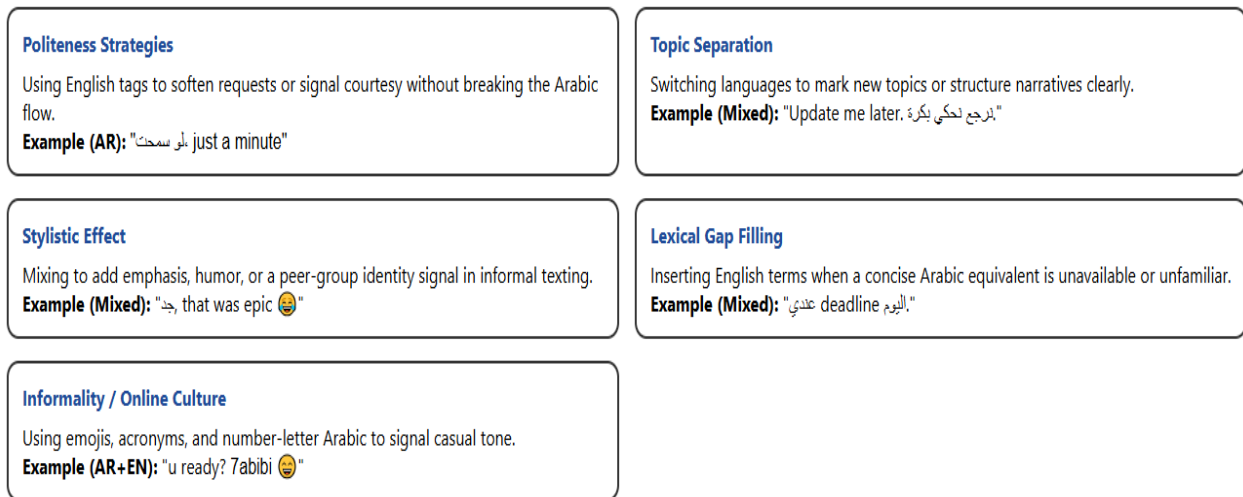 Politeness Strategies
Using English tags to soften requests or signal courtesy without breaking the Arabic
flow.
Example (AR): "لو سمحت، just a minute"
Topic Separation
Switching languages to mark new topics or structure narratives clearly.
Example (Mixed): "Update me later. نرجع نحكي بكرة."
Stylistic Effect
Mixing to add emphasis, humor, or a peer-group identity signal in informal texting.
Example (Mixed): "جد, that was epic 😂"
Lexical Gap Filling
Inserting English terms when a concise Arabic equivalent is unavailable or unfamiliar.
Example (Mixed): "عندي deadline اليوم."
Informality / Online Culture
Using emojis, acronyms, and number-letter Arabic to signal casual tone.
Example (AR+EN): "u ready? 7abibi 😄"